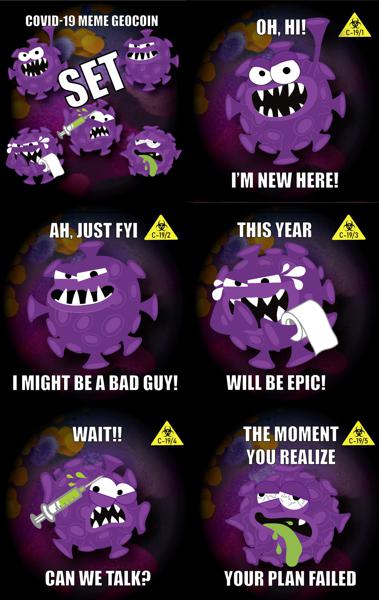 COVID-19 MEME GEOCOIN
SET
OH, HI!
C-19/1
I'M NEW HERE!
AH, JUST FYI
C-19/2
I MIGHT BE A BAD GUY!
THIS YEAR
C-19/3
WILL BE EPIC!
WAIT!!
C-19/4
CAN WE TALK?
THE MOMENT
YOU REALIZE
C-19/5
YOUR PLAN FAILED